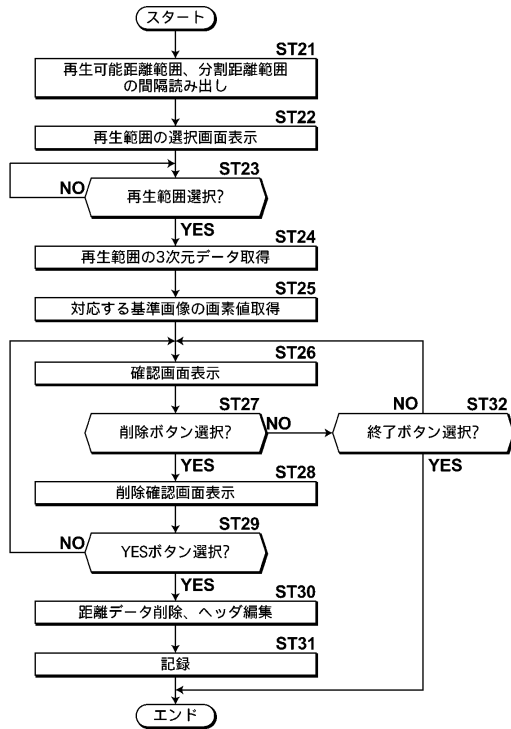 スタート
ST21
再生可能距離範囲、分割距離範囲
の間隔読み出し
ST22
再生範囲の選択画面表示
ST23
NO
再生範囲選択?
YES
ST24
再生範囲の3次元データ取得
ST25
対応する基準画像の画素値取得
ST26
確認画面表示
ST27
NO
ST32
削除ボタン選択?
NO
終了ボタン選択?
YES
YES
ST28
削除確認画面表示
ST29
NO
YESボタン選択?
YES
ST30
距離データ削除、ヘッダ編集
ST31
記録
エンド